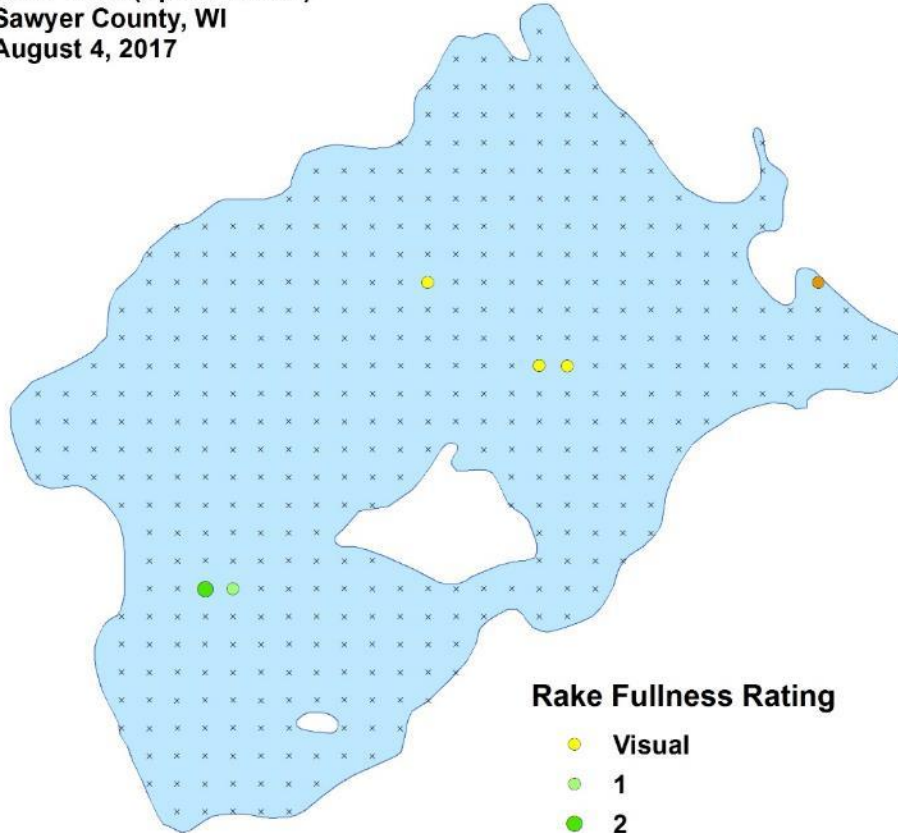 Sawyer County, WI
August 4, 2017
Rake Fullness Rating
Visual
1
2